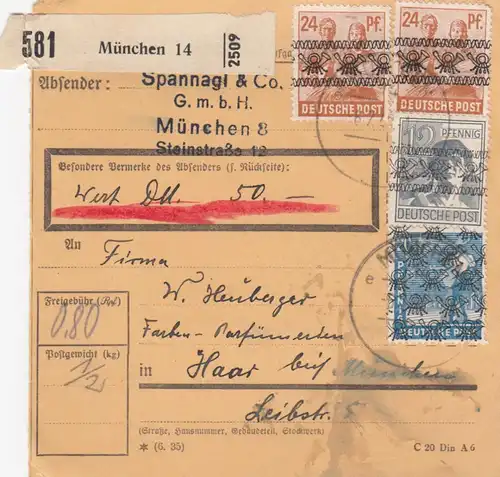 581 München 14 2509
24 Pf. 24 Pf.
DEUTSCHE POST DEUTSCHE POST
Absender:
Spannagl & Co.
G. m. b. H.
München 8
Steinstraße 12
12 PFENNIG
DEUTSCHE POST
Besondere Vermerke des Absenders (s. Rückseite):
Wert DM. 50.-
DEUTSCHE POST
An
Firma
W. Heuberger
Farben-Parfümerien
in Haar bei München
Leibstr.
Freigebühr (Rpf)
0,80
Postgewicht (kg)
1/2
(Straße, Hausnummer, Gebäudeteil, Stockwerk)
* (6. 35) C 20 Din A 6